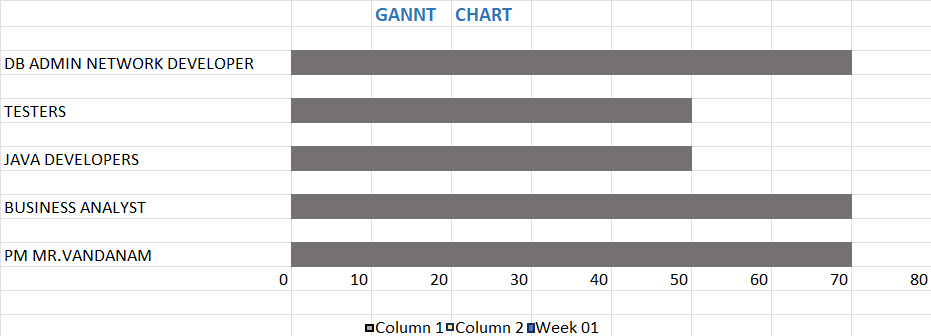 GANNT CHART
DB ADMIN NETWORK DEVELOPER
TESTERS
JAVA DEVELOPERS
BUSINESS ANALYST
PM MR.VANDANAM
0 10 20 30 40 50 60 70 80
Column 1 Column 2 Week 01